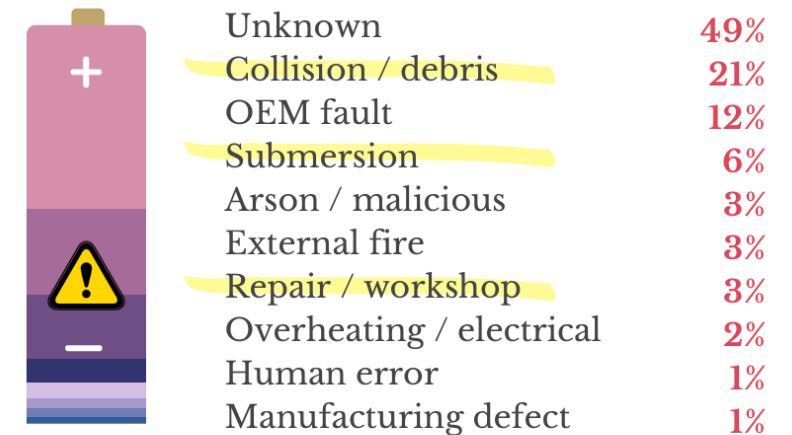 Unknown 49%
Collision / debris 21%
OEM fault 12%
Submersion 6%
Arson / malicious 3%
External fire 3%
Repair / workshop 3%
Overheating / electrical 2%
Human error 1%
Manufacturing defect 1%